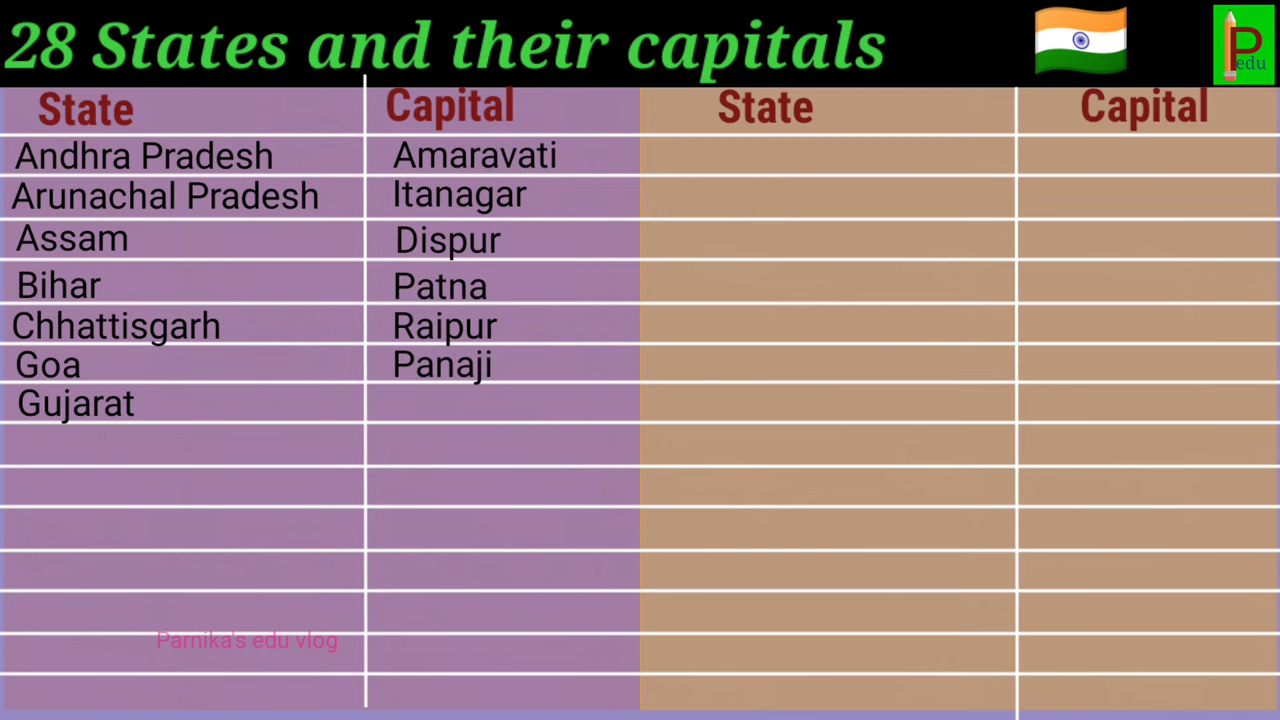 28 States and their capitals
P
edu
State Capital State Capital
Andhra Pradesh Amaravati
Arunachal Pradesh Itanagar
Assam Dispur
Bihar Patna
Chhattisgarh Raipur
Goa Panaji
Gujarat
Parnika's edu vlog